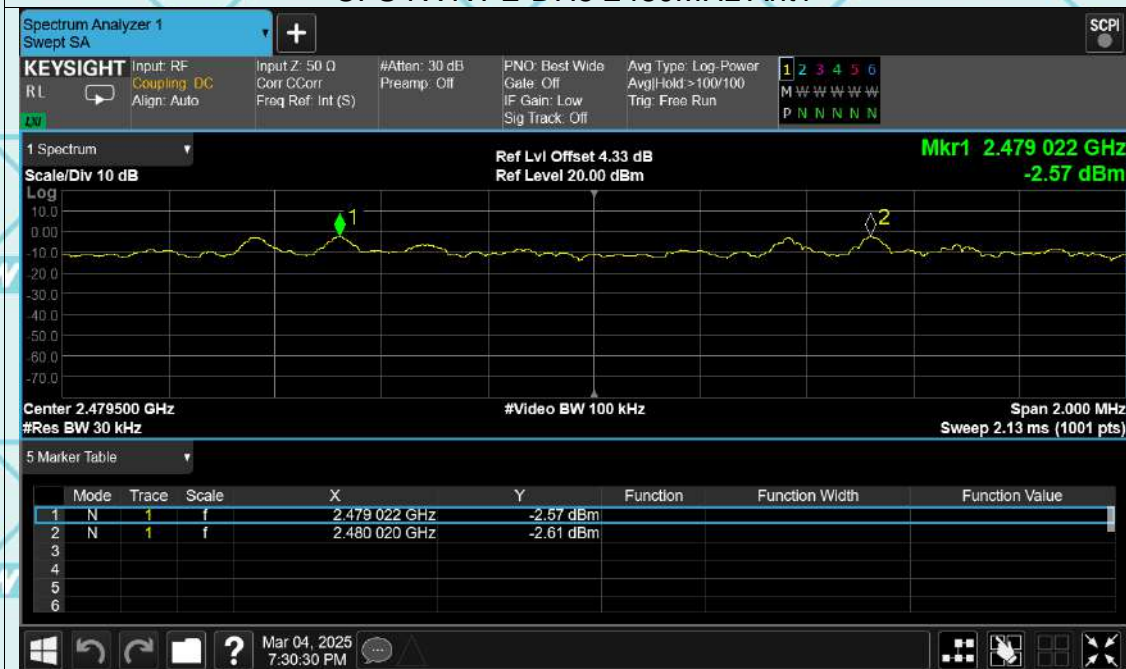 Spectrum Analyzer 1
Swept SA
+
SCPI
KEYSIGHT
RL
LXI
Input: RF
Coupling: DC
Align: Auto
Input Z: 50 Ω
Corr CCorr
Freq Ref: Int (S)
#Atten: 30 dB
Preamp: Off
PNO: Best Wide
Gate: Off
IF Gain: Low
Sig Track: Off
Avg Type: Log-Power
Avg|Hold:>100/100
Trig: Free Run
1 2 3 4 5 6
M W W W W W
P N N N N N
1 Spectrum
Scale/Div 10 dB
Ref Lvl Offset 4.33 dB
Ref Level 20.00 dBm
Mkr1 2.479 022 GHz
-2.57 dBm
Log
10.0
0.00
-10.0
-20.0
-30.0
-40.0
-50.0
-60.0
-70.0
1
2
Center 2.479500 GHz
#Res BW 30 kHz
#Video BW 100 kHz
Span 2.000 MHz
Sweep 2.13 ms (1001 pts)
5 Marker Table
Mode Trace Scale X Y Function Function Width Function Value
1 N 1 f 2.479 022 GHz -2.57 dBm
2 N 1 f 2.480 020 GHz -2.61 dBm
3
4
5
6
?
Mar 04, 2025
7:30:30 PM